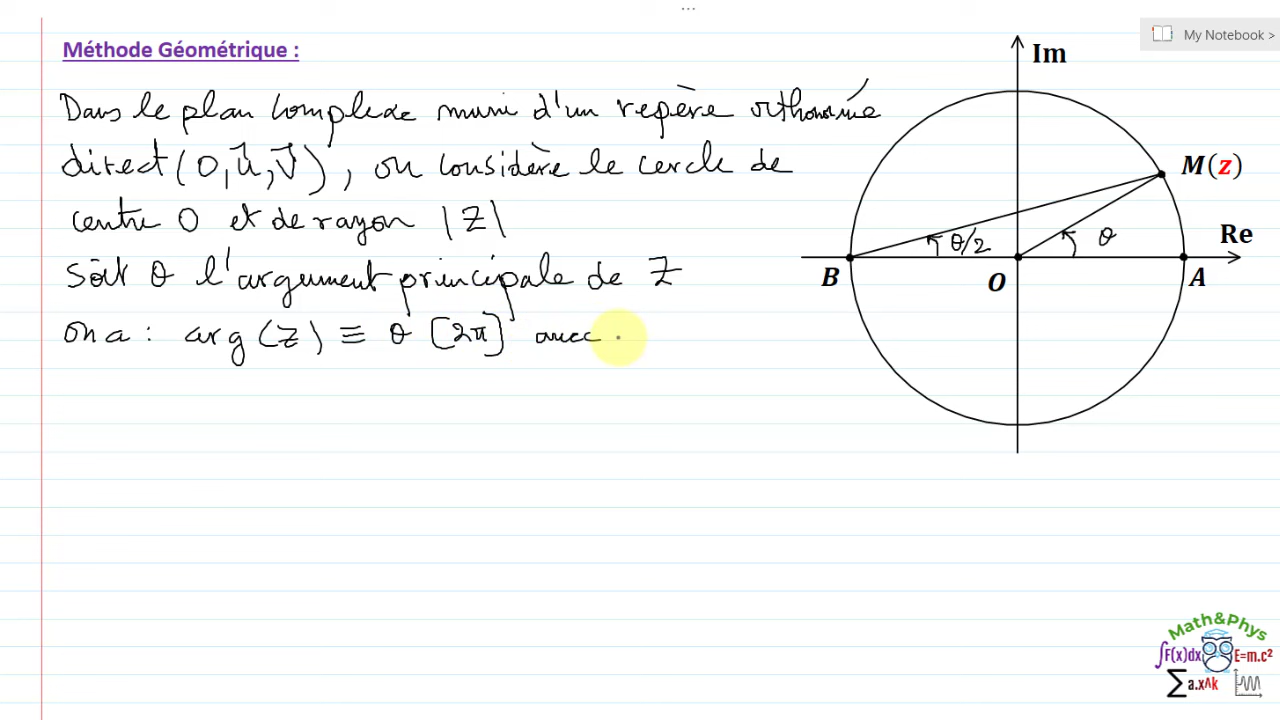 ...
My Notebook >
Méthode Géométrique :
Dans le plan complexe muni d'un repère orthonormé
direct (O, u⃗, v⃗), on considère le cercle de
centre O et de rayon |Z|
Soit θ l'argument principale de Z
on a : arg(Z) ≡ θ [2π] avec
Im
M(z)
Re
θ/2
θ
B
O
A
Math&Phys
∫F(x)dx
E=m.c²
∑a.x^k